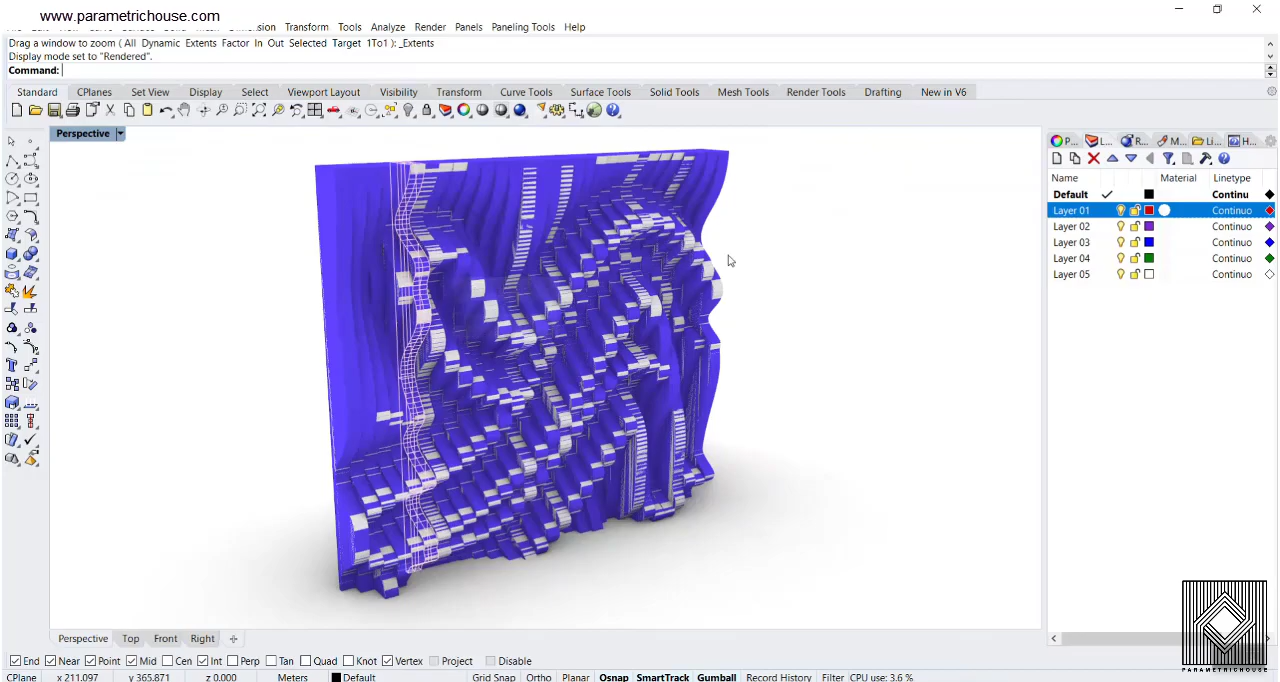 www.parametrichouse.com
Transform Tools Analyze Render Panels Paneling Tools Help
Drag a window to zoom ( All Dynamic Extents Factor In Out Selected Target 1To1 ): _Extents
Display mode set to "Rendered".
Command:
Standard CPlanes Set View Display Select Viewport Layout Visibility Transform Curve Tools Surface Tools Solid Tools Mesh Tools Render Tools Drafting New in V6
Perspective
P... L... R... M... Li... H...
Name Material Linetype
Default Continu
Layer 01 Continuo
Layer 02 Continuo
Layer 03 Continuo
Layer 04 Continuo
Layer 05 Continuo
Perspective Top Front Right
End Near Point Mid Cen Int Perp Tan Quad Knot Vertex Project Disable
CPlane x 211.097 y 365.871 z 0.000 Meters Default Grid Snap Ortho Planar Osnap SmartTrack Gumball Record History Filter CPU use: 3.6 %
PARAMETRICHOUSE